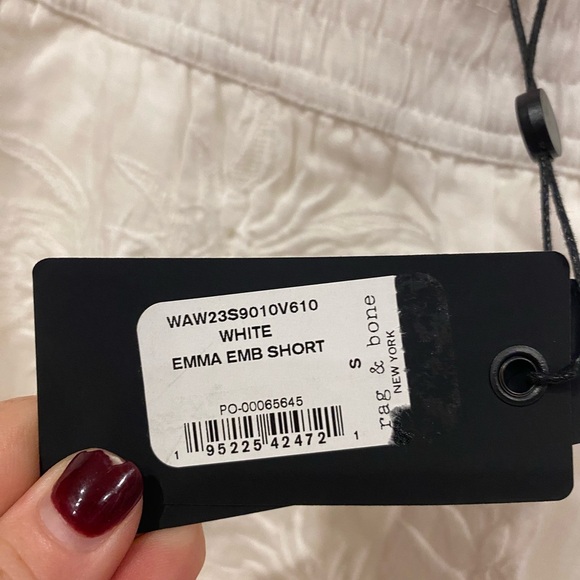 WAW23S9010V610
WHITE
EMMA EMB SHORT
S
PO-00065645
1 95225 42472 1
rag & bone
NEW YORK